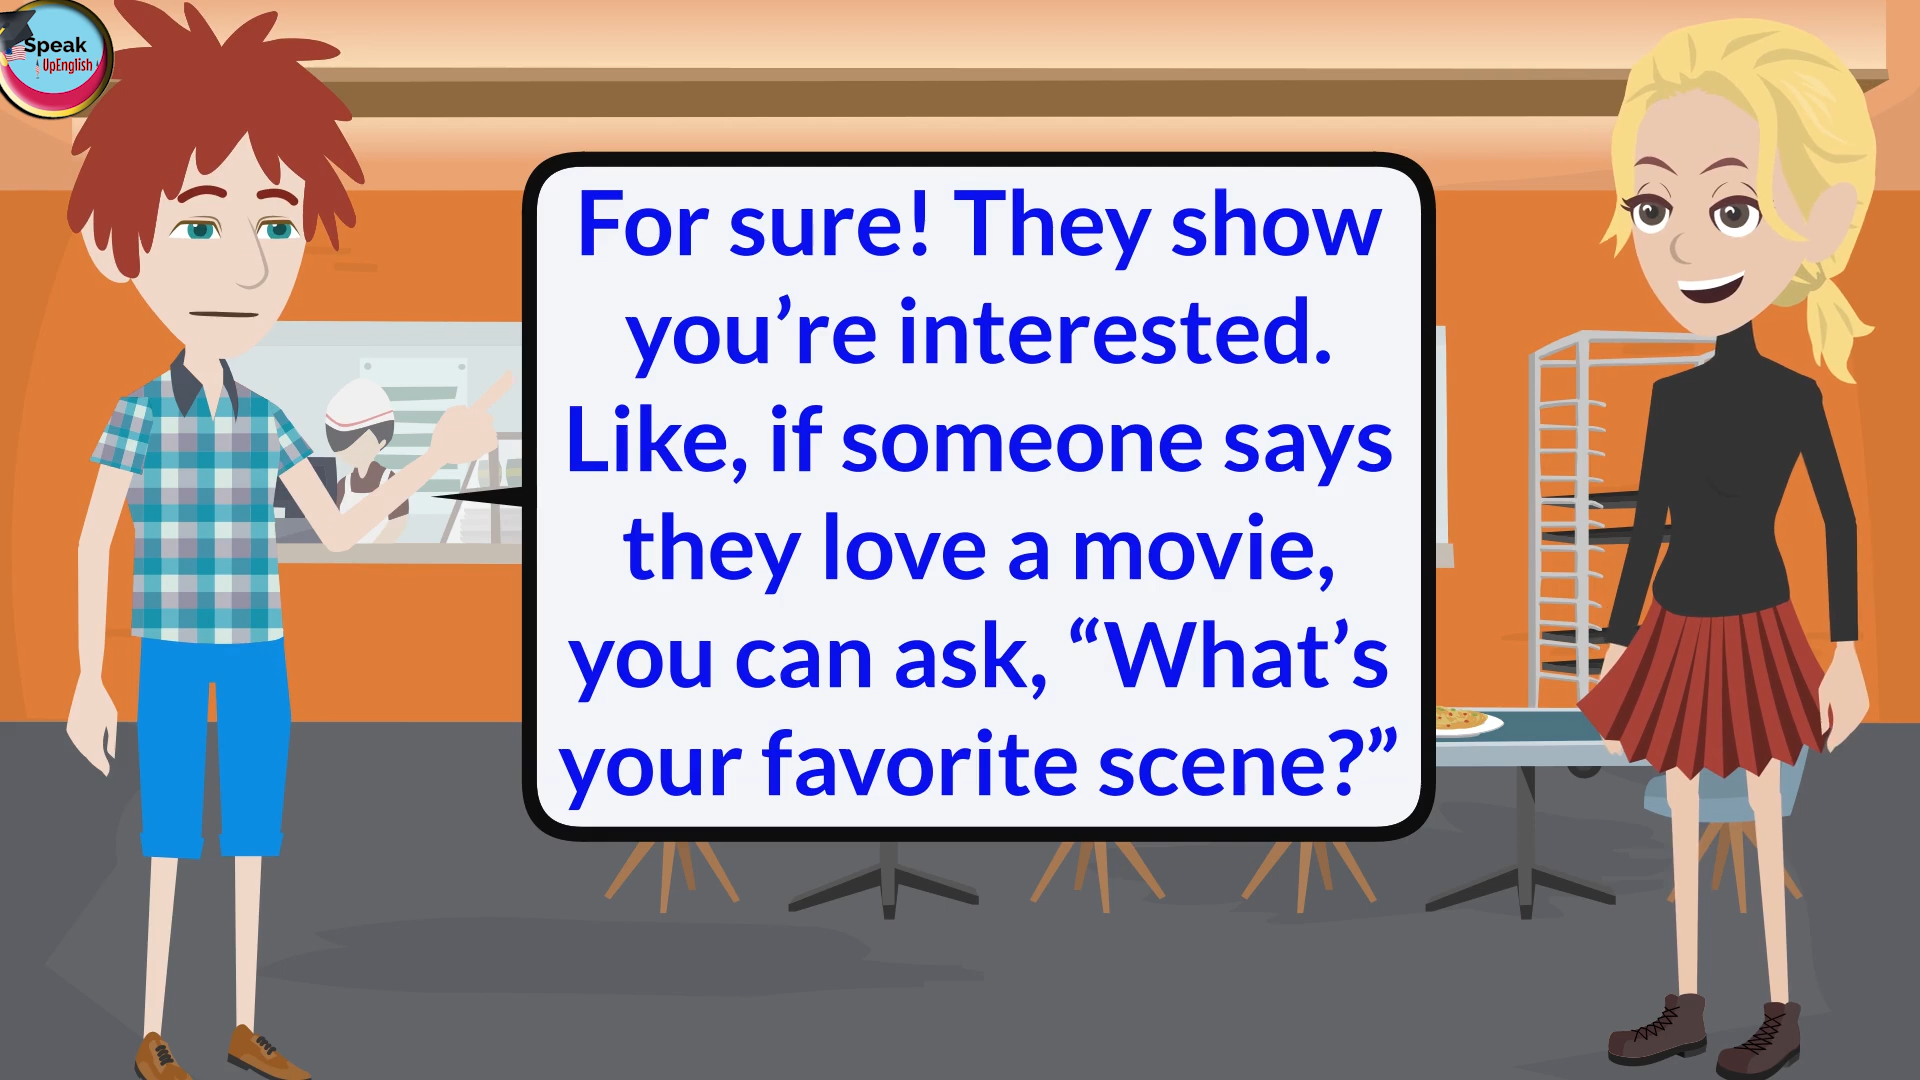 Speak
UpEnglish
For sure! They show
you’re interested.
Like, if someone says
they love a movie,
you can ask, “What’s
your favorite scene?”